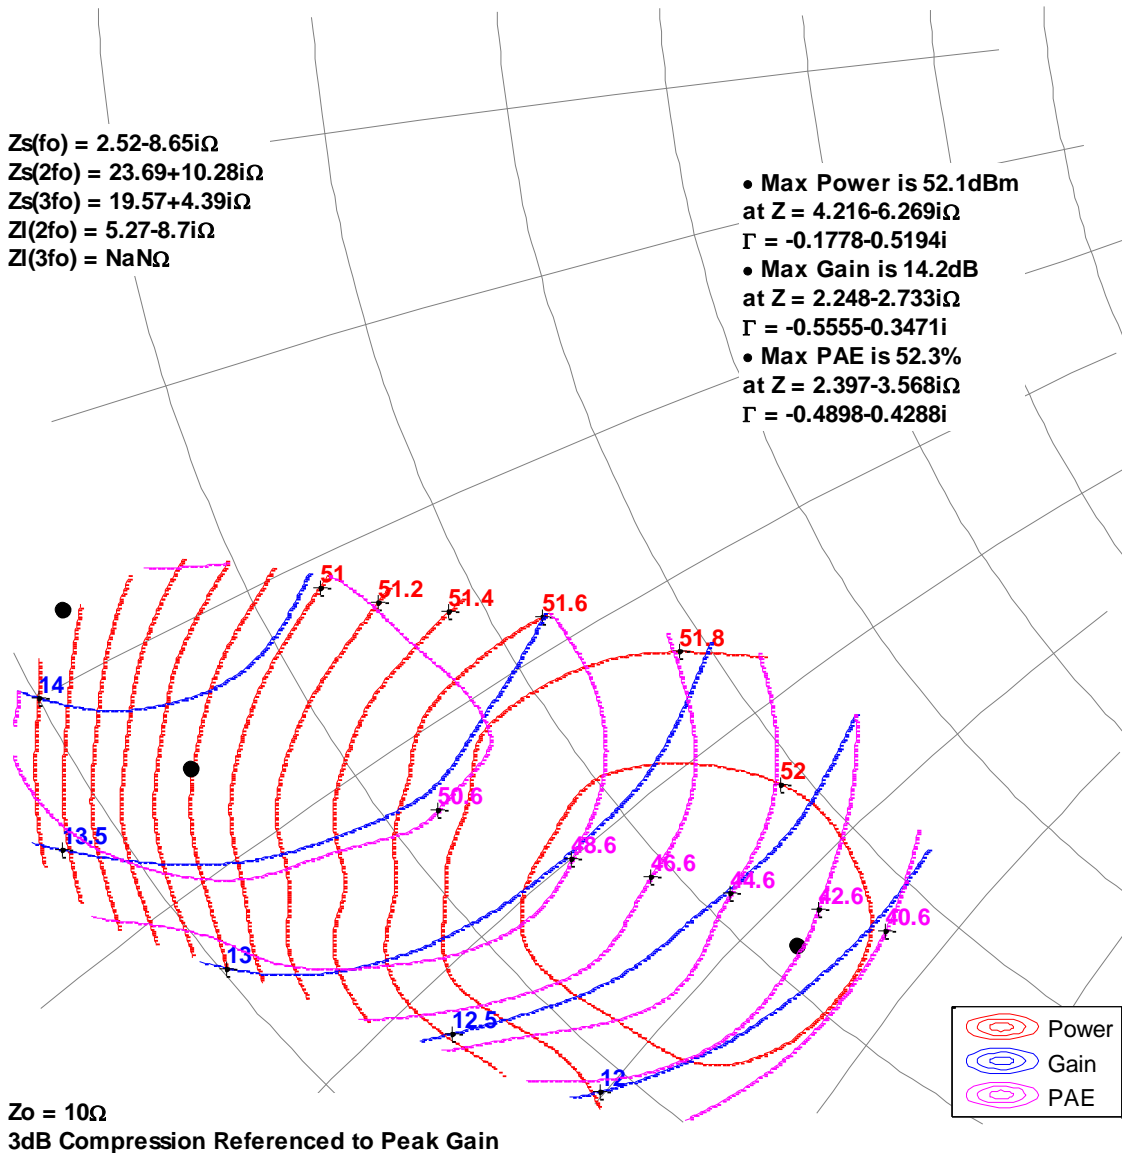 Zs(fo) = 2.52-8.65iΩ
Zs(2fo) = 23.69+10.28iΩ
Zs(3fo) = 19.57+4.39iΩ
Zl(2fo) = 5.27-8.7iΩ
Zl(3fo) = NaNΩ
• Max Power is 52.1dBm
at Z = 4.216-6.269iΩ
Γ = -0.1778-0.5194i
• Max Gain is 14.2dB
at Z = 2.248-2.733iΩ
Γ = -0.5555-0.3471i
• Max PAE is 52.3%
at Z = 2.397-3.568iΩ
Γ = -0.4898-0.4288i
51
51.2
51.4
51.6
51.8
14
52
50.6
13.5
48.6
46.6
44.6
42.6
40.6
13
12.5
12
Power
Gain
PAE
Zo = 10Ω
3dB Compression Referenced to Peak Gain